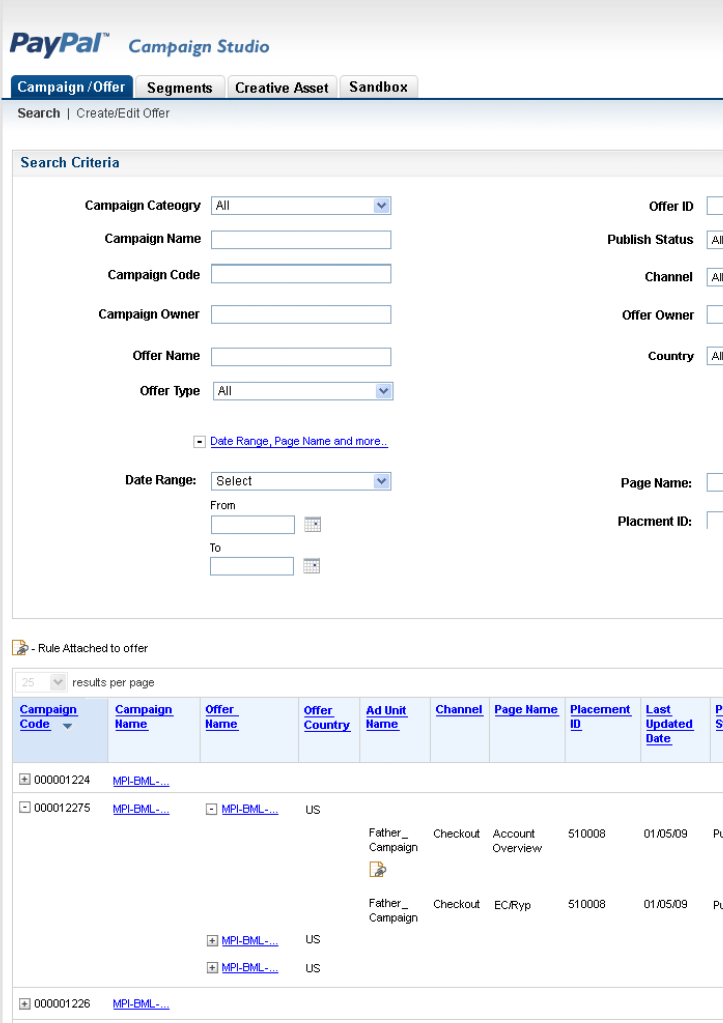 PayPal™ Campaign Studio
Campaign/Offer Segments Creative Asset Sandbox
Search | Create/Edit Offer
Search Criteria
Campaign Cateogry All Offer ID
Campaign Name Publish Status All
Campaign Code Channel All
Campaign Owner Offer Owner
Offer Name Country All
Offer Type All
- Date Range, Page Name and more..
Date Range: Select Page Name:
From
Placment ID:
To
- Rule Attached to offer
25 results per page
Campaign Campaign Offer Offer Ad Unit Channel Page Name Placement Last P
Code Name Name Country Name ID Updated S
Date
+ 000001224 MPI-BML-...
- 000012275 MPI-BML-... - MPI-BML-... US
Father_ Checkout Account 510008 01/05/09 Pu
Campaign Overview
Father_ Checkout EC/Ryp 510008 01/05/09 Pu
Campaign
+ MPI-BML-... US
+ MPI-BML-... US
+ 000001226 MPI-BML-...